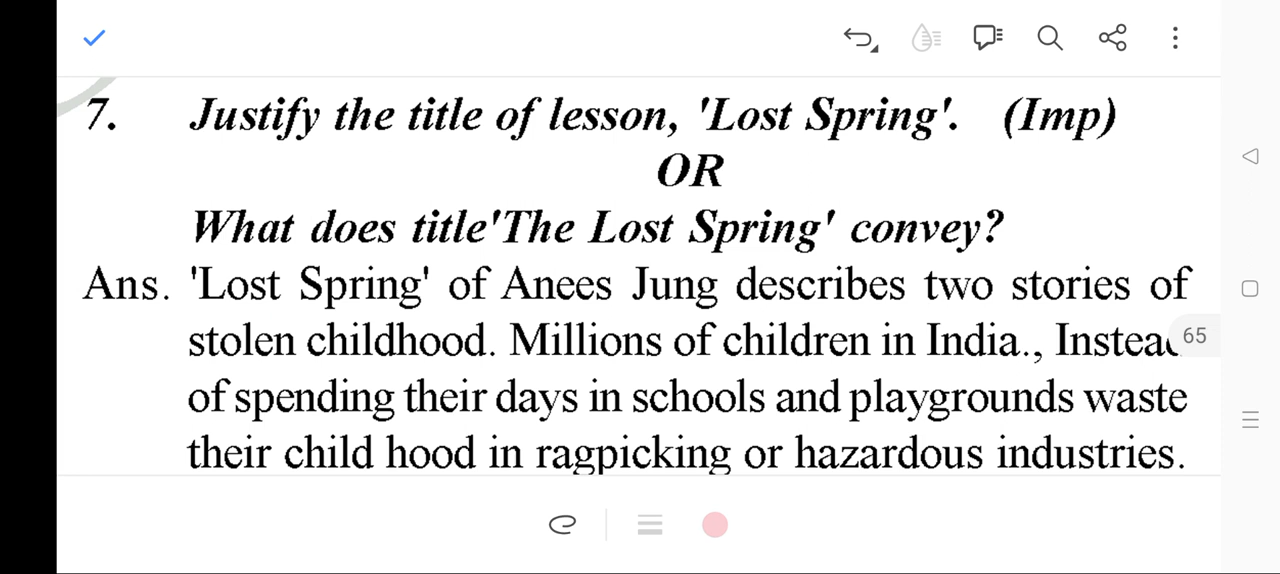 7. Justify the title of lesson, 'Lost Spring'. (Imp)
OR
What does title'The Lost Spring' convey?
Ans. 'Lost Spring' of Anees Jung describes two stories of
stolen childhood. Millions of children in India., Instead
65
of spending their days in schools and playgrounds waste
their child hood in ragpicking or hazardous industries.